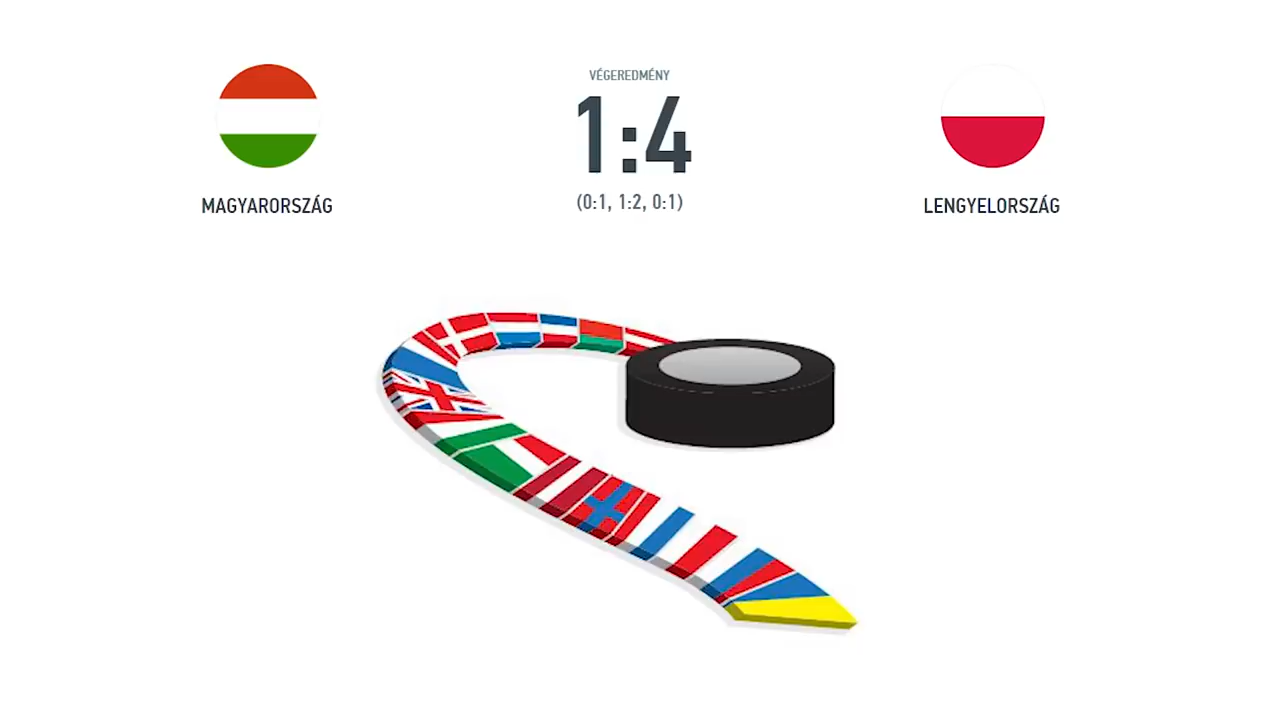 VÉGEREDMÉNY
1:4
(0:1, 1:2, 0:1)
MAGYARORSZÁG
LENGYELORSZÁG